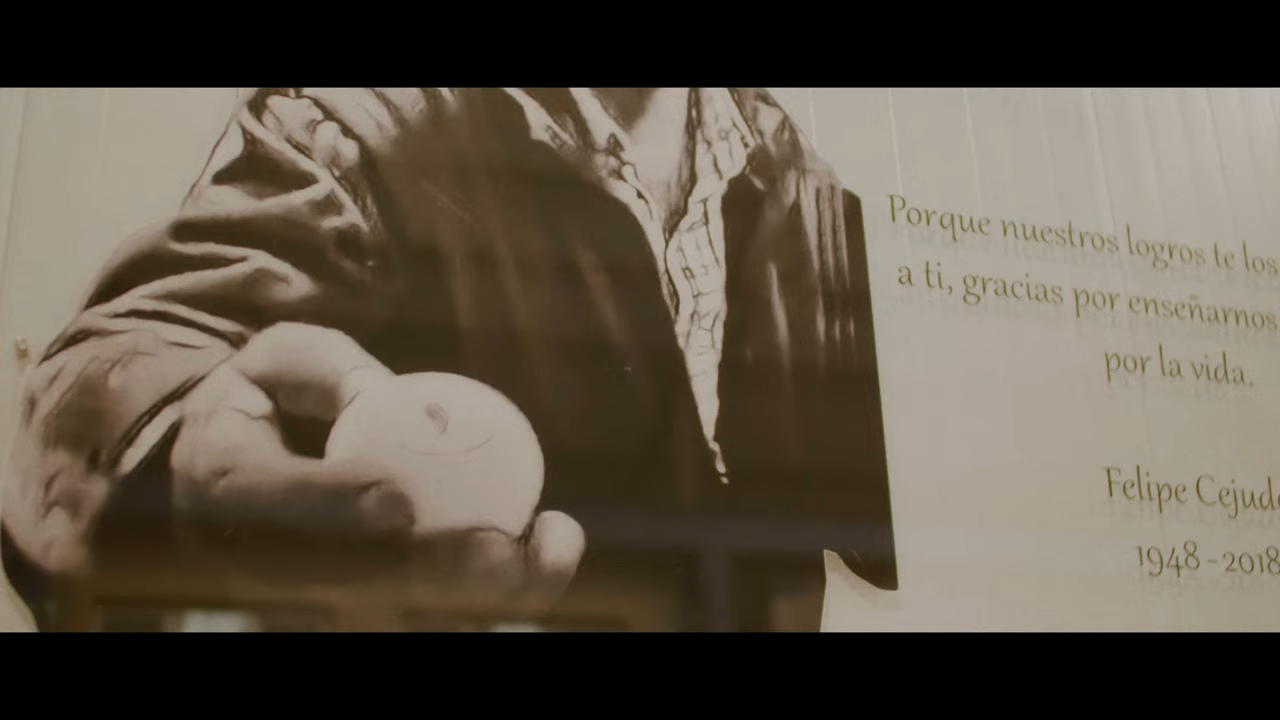 Porque nuestros logros te los
a ti, gracias por enseñarnos
por la vida.
Felipe Cejud
1948 - 2018